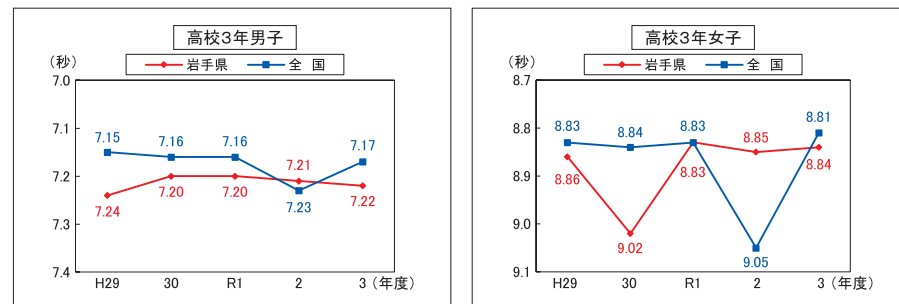 高校3年男子
(秒)
岩手県 全 国
7.0
7.1
7.2
7.3
7.4
7.15 7.16 7.16 7.21 7.17
7.24 7.20 7.20 7.23 7.22
H29 30 R1 2 3 (年度)
高校3年女子
(秒)
岩手県 全 国
8.7
8.8
8.9
9.0
9.1
8.83 8.84 8.83 8.85 8.81
8.86 9.02 8.83 9.05 8.84
H29 30 R1 2 3 (年度)